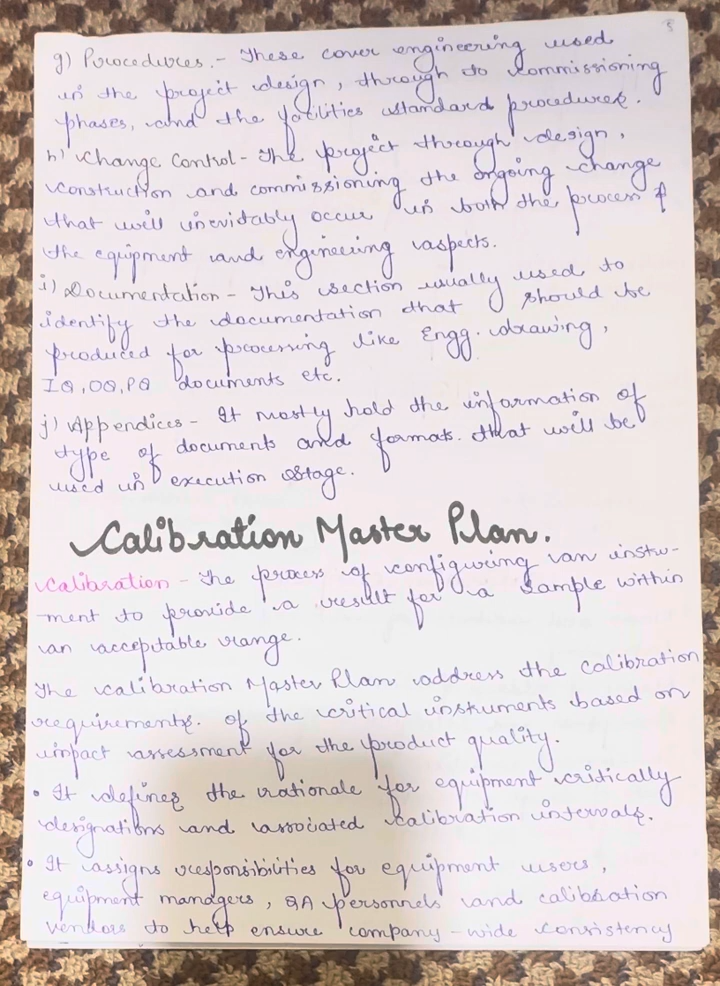 5
g) Procedures.- These cover engineering used
in the project design, through to commissioning
phases, and the facilities standard procedures.
h) Change Control- The project through design,
construction and commissioning the ongoing change
that will inevitably occur in both the process &
the equipment and engineering aspects.
i) Documentation - This section usually used to
identify the documentation that should be
produced for processing like Engg. drawing,
IQ, OQ, PQ documents etc.
j) Appendices - It mostly hold the information of
type of documents and formats. that will be
used in execution stage.
Calibration Master Plan.
Calibration - The process of configuring an instru-
ment to provide a result for a sample within
an acceptable range.
The calibration Master Plan address the calibration
requirements. of the critical instruments based on
impact assessment for the product quality.
• It defines the rationale for equipment critically
designations and associated calibration intervals.
• It assigns responsibilities for equipment users,
equipment managers, QA personnels and calibration
vendors to help ensure company-wide consistency